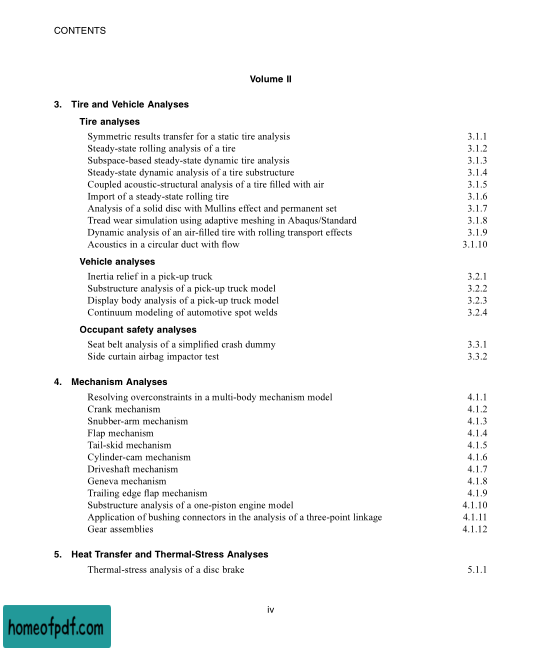 CONTENTS
Volume II
3. Tire and Vehicle Analyses
Tire analyses
Symmetric results transfer for a static tire analysis 3.1.1
Steady-state rolling analysis of a tire 3.1.2
Subspace-based steady-state dynamic tire analysis 3.1.3
Steady-state dynamic analysis of a tire substructure 3.1.4
Coupled acoustic-structural analysis of a tire filled with air 3.1.5
Import of a steady-state rolling tire 3.1.6
Analysis of a solid disc with Mullins effect and permanent set 3.1.7
Tread wear simulation using adaptive meshing in Abaqus/Standard 3.1.8
Dynamic analysis of an air-filled tire with rolling transport effects 3.1.9
Acoustics in a circular duct with flow 3.1.10
Vehicle analyses
Inertia relief in a pick-up truck 3.2.1
Substructure analysis of a pick-up truck model 3.2.2
Display body analysis of a pick-up truck model 3.2.3
Continuum modeling of automotive spot welds 3.2.4
Occupant safety analyses
Seat belt analysis of a simplified crash dummy 3.3.1
Side curtain airbag impactor test 3.3.2
4. Mechanism Analyses
Resolving overconstraints in a multi-body mechanism model 4.1.1
Crank mechanism 4.1.2
Snubber-arm mechanism 4.1.3
Flap mechanism 4.1.4
Tail-skid mechanism 4.1.5
Cylinder-cam mechanism 4.1.6
Driveshaft mechanism 4.1.7
Geneva mechanism 4.1.8
Trailing edge flap mechanism 4.1.9
Substructure analysis of a one-piston engine model 4.1.10
Application of bushing connectors in the analysis of a three-point linkage 4.1.11
Gear assemblies 4.1.12
5. Heat Transfer and Thermal-Stress Analyses
Thermal-stress analysis of a disc brake 5.1.1
iv
homeofpdf.com